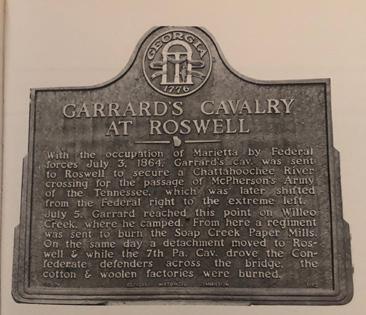 GEORGIA
1776
GARRARD'S CAVALRY
AT ROSWELL
With the occupation of Marietta by Federal
forces July 3, 1864, Garrard's cav. was sent
to Roswell to secure a Chattahoochee River
crossing for the passage of McPherson's Army
of the Tennessee, which was later shifted
from the Federal right to the extreme left.
July 5, Garrard reached this point on Willeo
Creek, where he camped. From here a regiment
was sent to burn the Soap Creek Paper Mills.
On the same day a detachment moved to Ros-
well & while the 7th Pa. Cav. drove the Con-
federate defenders across the bridge, the
cotton & woolen factories were burned.
HISTORICAL COMMISSION